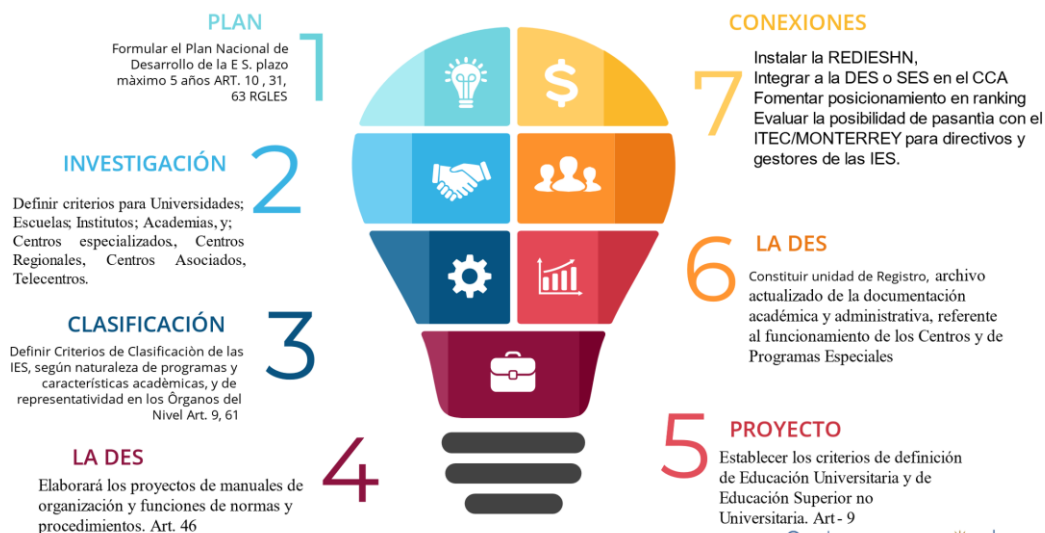 PLAN
1
Formular el Plan Nacional de
Desarrollo de la E S. plazo
màximo 5 años ART. 10 , 31,
63 RGLES
INVESTIGACIÓN
2
Definir criterios para Universidades;
Escuelas; Institutos; Academias, y;
Centros especializados., Centros
Regionales, Centros Asociados,
Telecentros.
CLASIFICACIÓN
3
Definir Criterios de Clasificaciòn de las
IES, según naturaleza de programas y
características acadèmicas, y de
representatividad en los Ôrganos del
Nivel Art. 9, 61
LA DES
4
Elaborará los proyectos de manuales de
organización y funciones de normas y
procedimientos. Art. 46
$
CONEXIONES
7
Instalar la REDIESHN,
Integrar a la DES o SES en el CCA
Fomentar posicionamiento en ranking
Evaluar la posibilidad de pasantìa con el
ITEC/MONTERREY para directivos y
gestores de las IES.
6
LA DES
Constituir unidad de Registro, archivo
actualizado de la documentación
académica y administrativa, referente
al funcionamiento de los Centros y de
Programas Especiales
5
PROYECTO
Establecer los criterios de definición
de Educación Universitaria y de
Educación Superior no
Universitaria. Art - 9